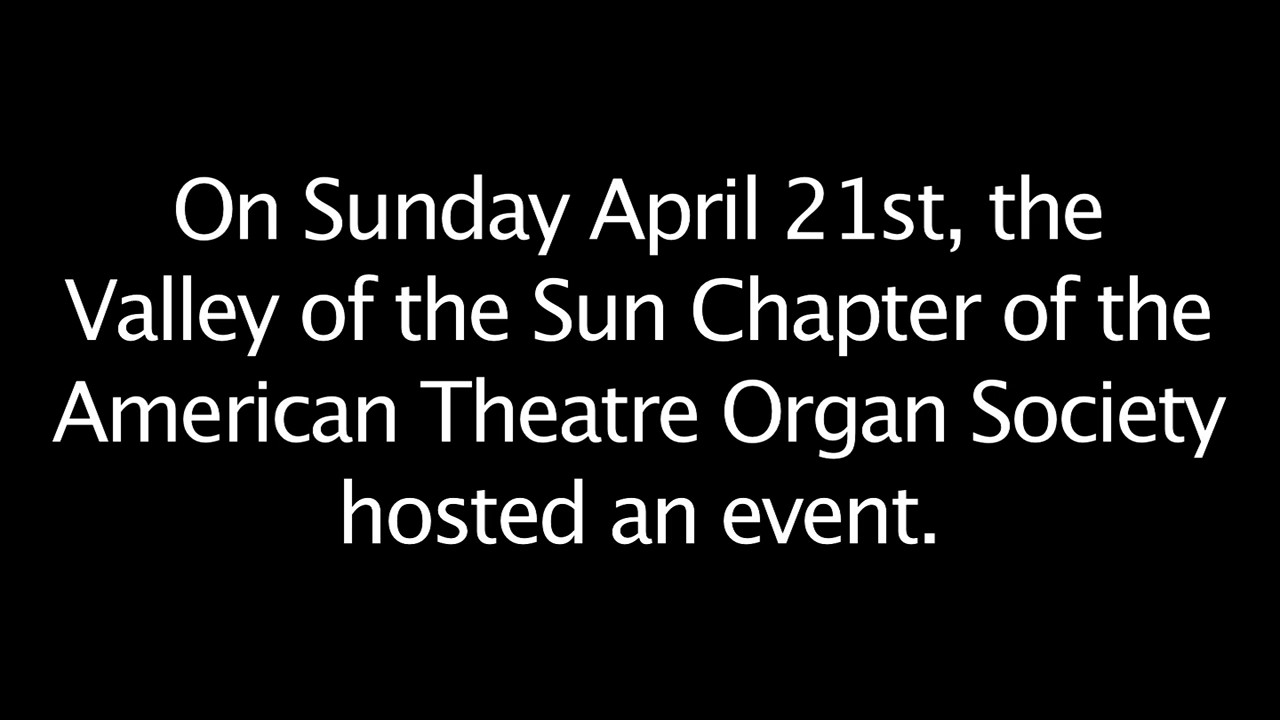 On Sunday April 21st, the
Valley of the Sun Chapter of the
American Theatre Organ Society
hosted an event.